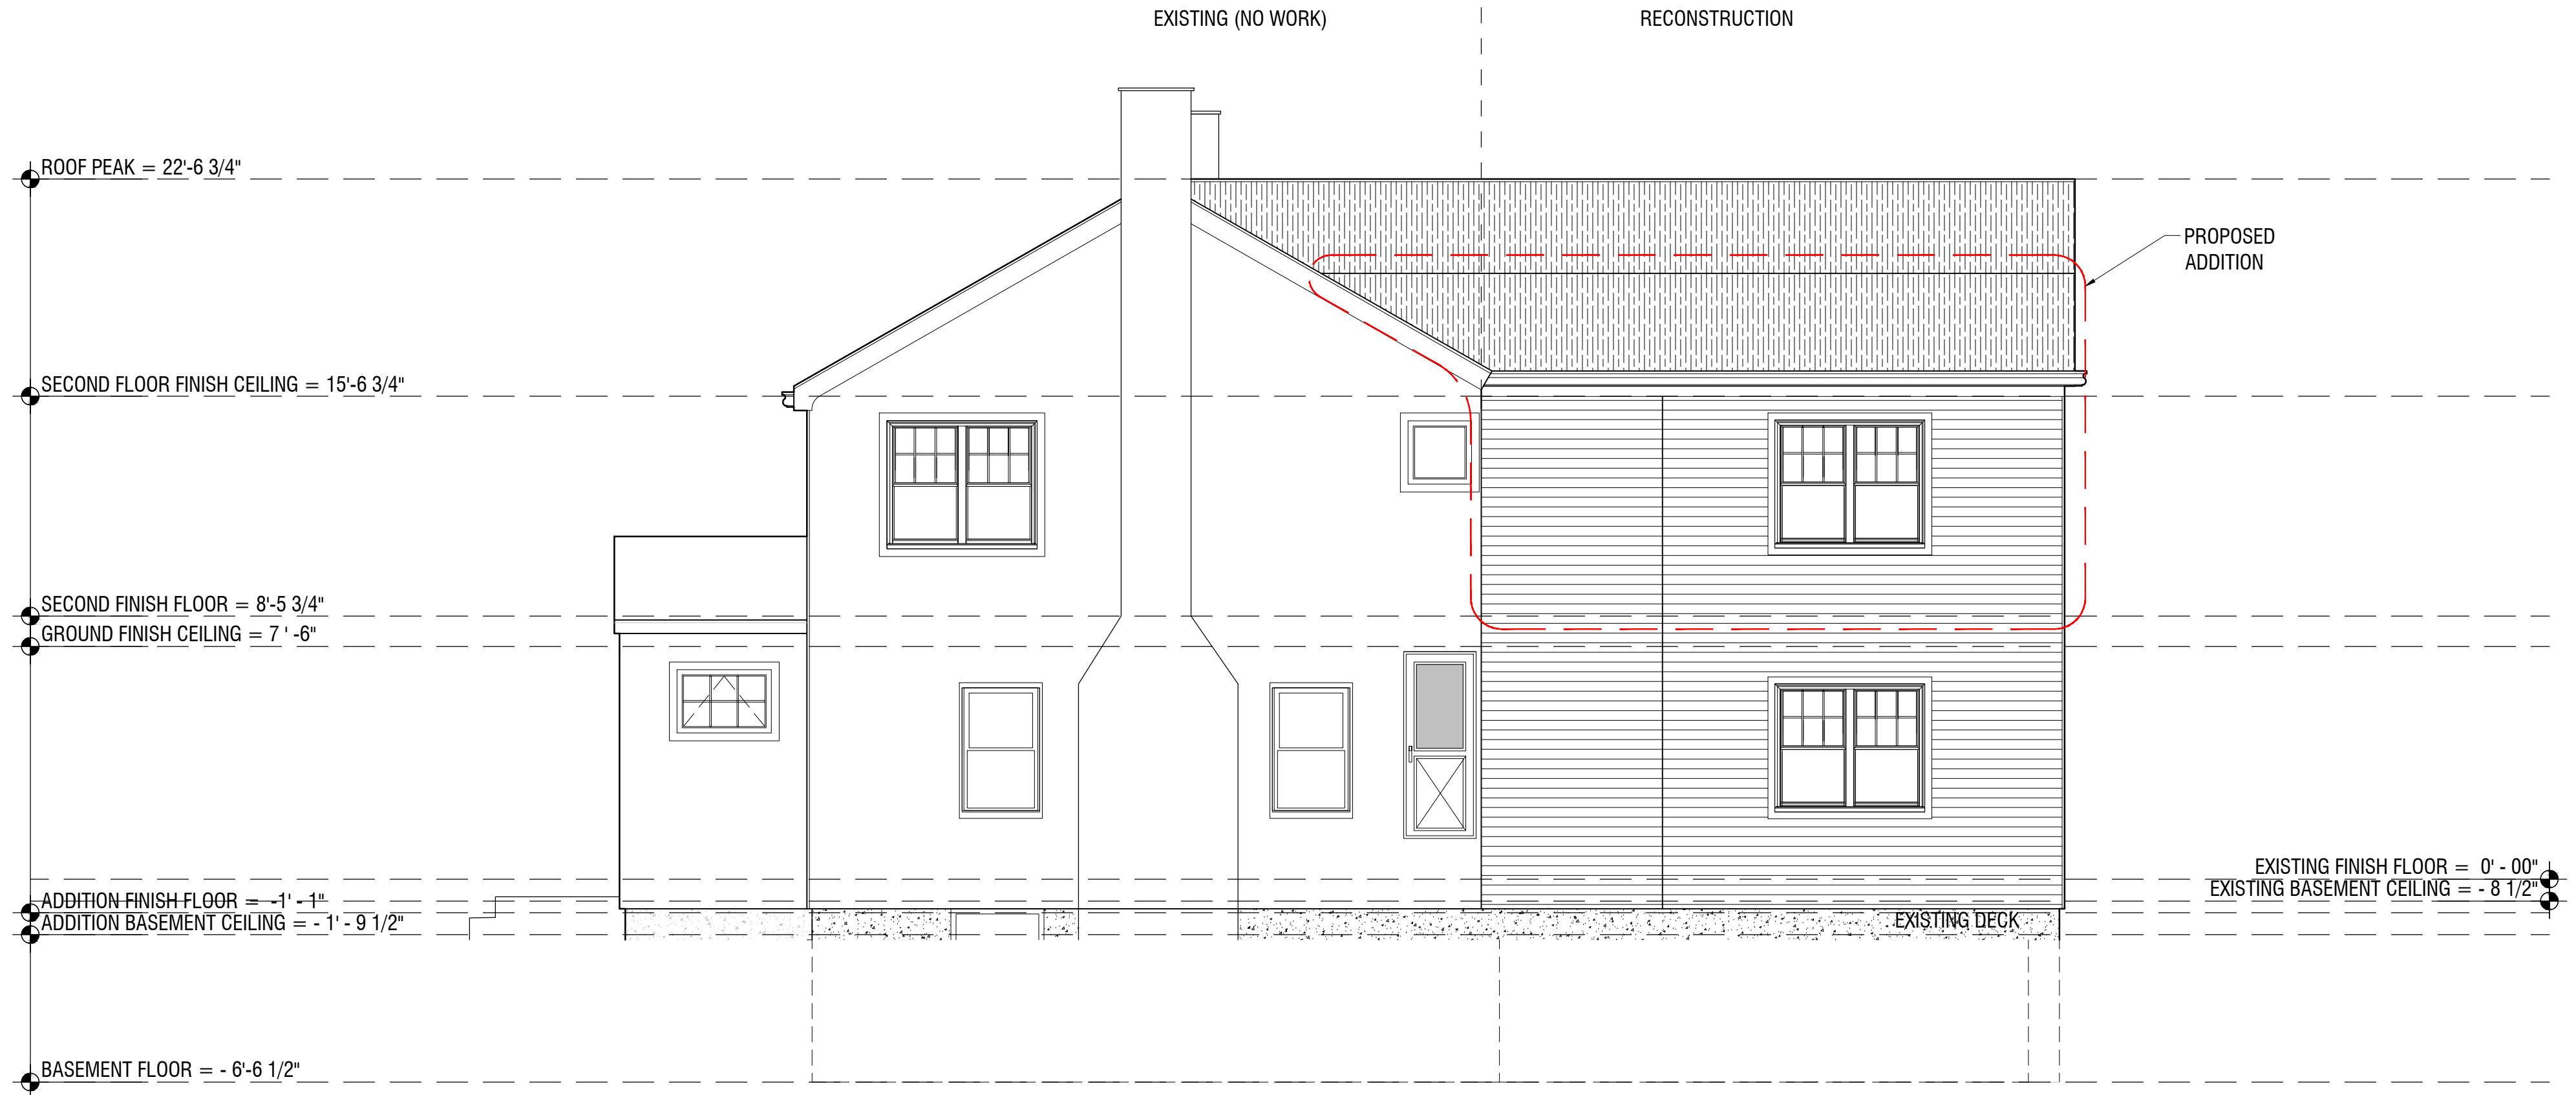 EXISTING (NO WORK)
RECONSTRUCTION
ROOF PEAK = 22'-6 3/4"
PROPOSED
ADDITION
SECOND FLOOR FINISH CEILING = 15'-6 3/4"
SECOND FINISH FLOOR = 8'-5 3/4"
GROUND FINISH CEILING = 7 ' -6"
EXISTING FINISH FLOOR =  0' - 00"
EXISTING BASEMENT CEILING = - 8 1/2"
ADDITION FINISH FLOOR =  -1' - 1"
ADDITION BASEMENT CEILING = - 1' - 9 1/2"
EXISTING DECK
BASEMENT FLOOR = - 6'-6 1/2"